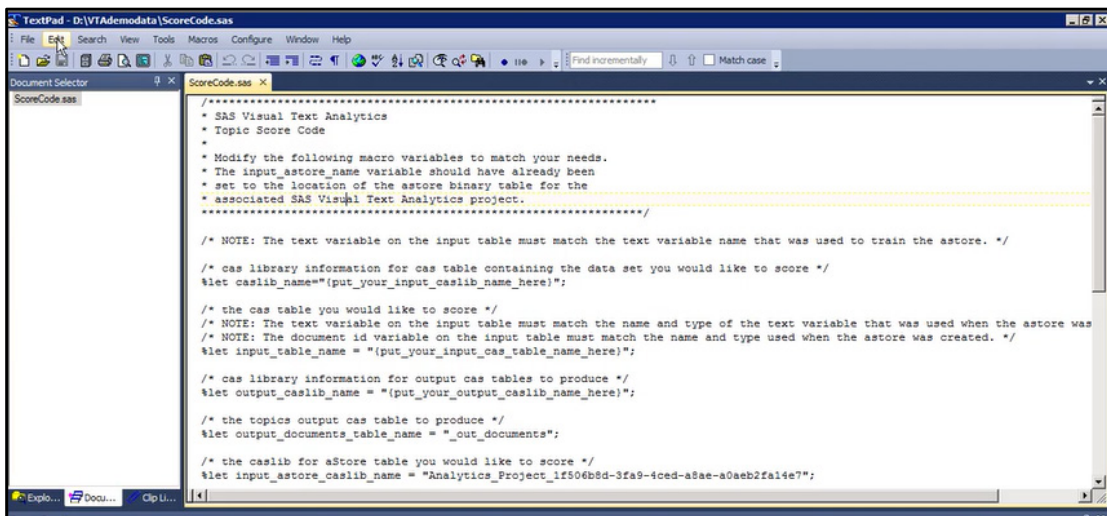 TextPad - D:\VTAdemodata\ScoreCode.sas
File Edit Search View Tools Macros Configure Window Help
Find incrementally Match case
Document Selector
ScoreCode.sas
ScoreCode.sas
/*****************************************************************
* SAS Visual Text Analytics
* Topic Score Code
*
* Modify the following macro variables to match your needs.
* The input_astore_name variable should have already been
* set to the location of the astore binary table for the
* associated SAS Visual Text Analytics project.
****************************************************************/
/* NOTE: The text variable on the input table must match the text variable name that was used to train the astore. */
/* cas library information for cas table containing the data set you would like to score */
%let caslib_name="{put_your_input_caslib_name_here}";
/* the cas table you would like to score */
/* NOTE: The text variable on the input table must match the name and type of the text variable that was used when the astore was
/* NOTE: The document id variable on the input table must match the name and type used when the astore was created. */
%let input_table_name = "{put_your_input_cas_table_name_here}";
/* cas library information for output cas tables to produce */
%let output_caslib_name = "{put_your_output_caslib_name_here}";
/* the topics output cas table to produce */
%let output_documents_table_name = "_out_documents";
/* the caslib for aStore table you would like to score */
%let input_astore_caslib_name = "Analytics_Project_1f506b8d-3fa9-4ced-a8ae-a0aeb2fa14e7";
Explo... Docu... Clip Li...